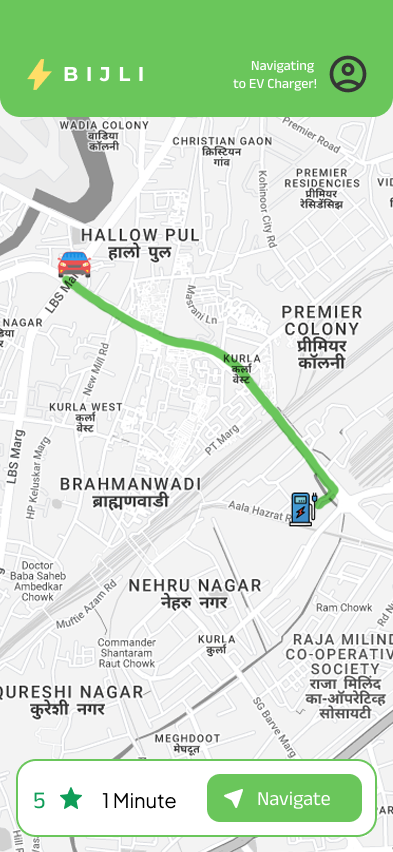 BIJLI
Navigating
to EV Charger!
WADIA COLONY
वाडिया
कॉलनी
CHRISTIAN GAON
क्रिस्टियन
गांव
Premier Road
PREMIER
RESIDENCIES
प्रीमियर
रेसिडेंसिझ
Kohinoor City Rd
HALLOW PUL
हालो पुल
LBS Mar
Masrani Ln
PREMIER
COLONY
प्रीमियर
कॉलनी
NAGAR
New Mill Rd
KURLA
कुर्ला
वेस्ट
KURLA WEST
कुर्ला
वेस्ट
LBS Marg
HP Keluskar Marg
PT Marg
BRAHMANWADI
ब्राह्मणवाडी
Aala Hazrat R
Doctor
Baba Saheb
Ambedkar
Chowk
NEHRU NAGAR
नेहरु नगर
Muftie Azam Rd
Ram Chowk
Commander
Shantaram
Raut Chowk
KURLA
कुर्ला
RAJA MILIND
CO-OPERATIV
SOCIETY
राजा मिलिंद
का-ऑपरेटिव्ह
सोसायटी
QURESHI NAGAR
कुरेशी नगर
SG Barve Marg
MEGHDOOT
मेघदूत
5 1 Minute Navigate